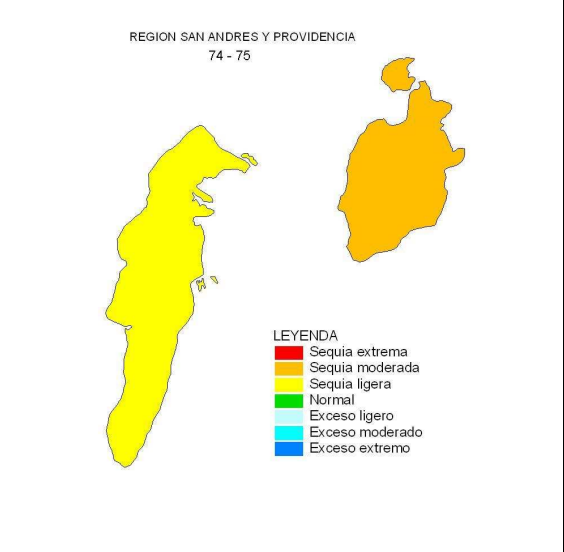 REGION SAN ANDRES Y PROVIDENCIA
74 - 75
LEYENDA
Sequia extrema
Sequia moderada
Sequia ligera
Normal
Exceso ligero
Exceso moderado
Exceso extremo